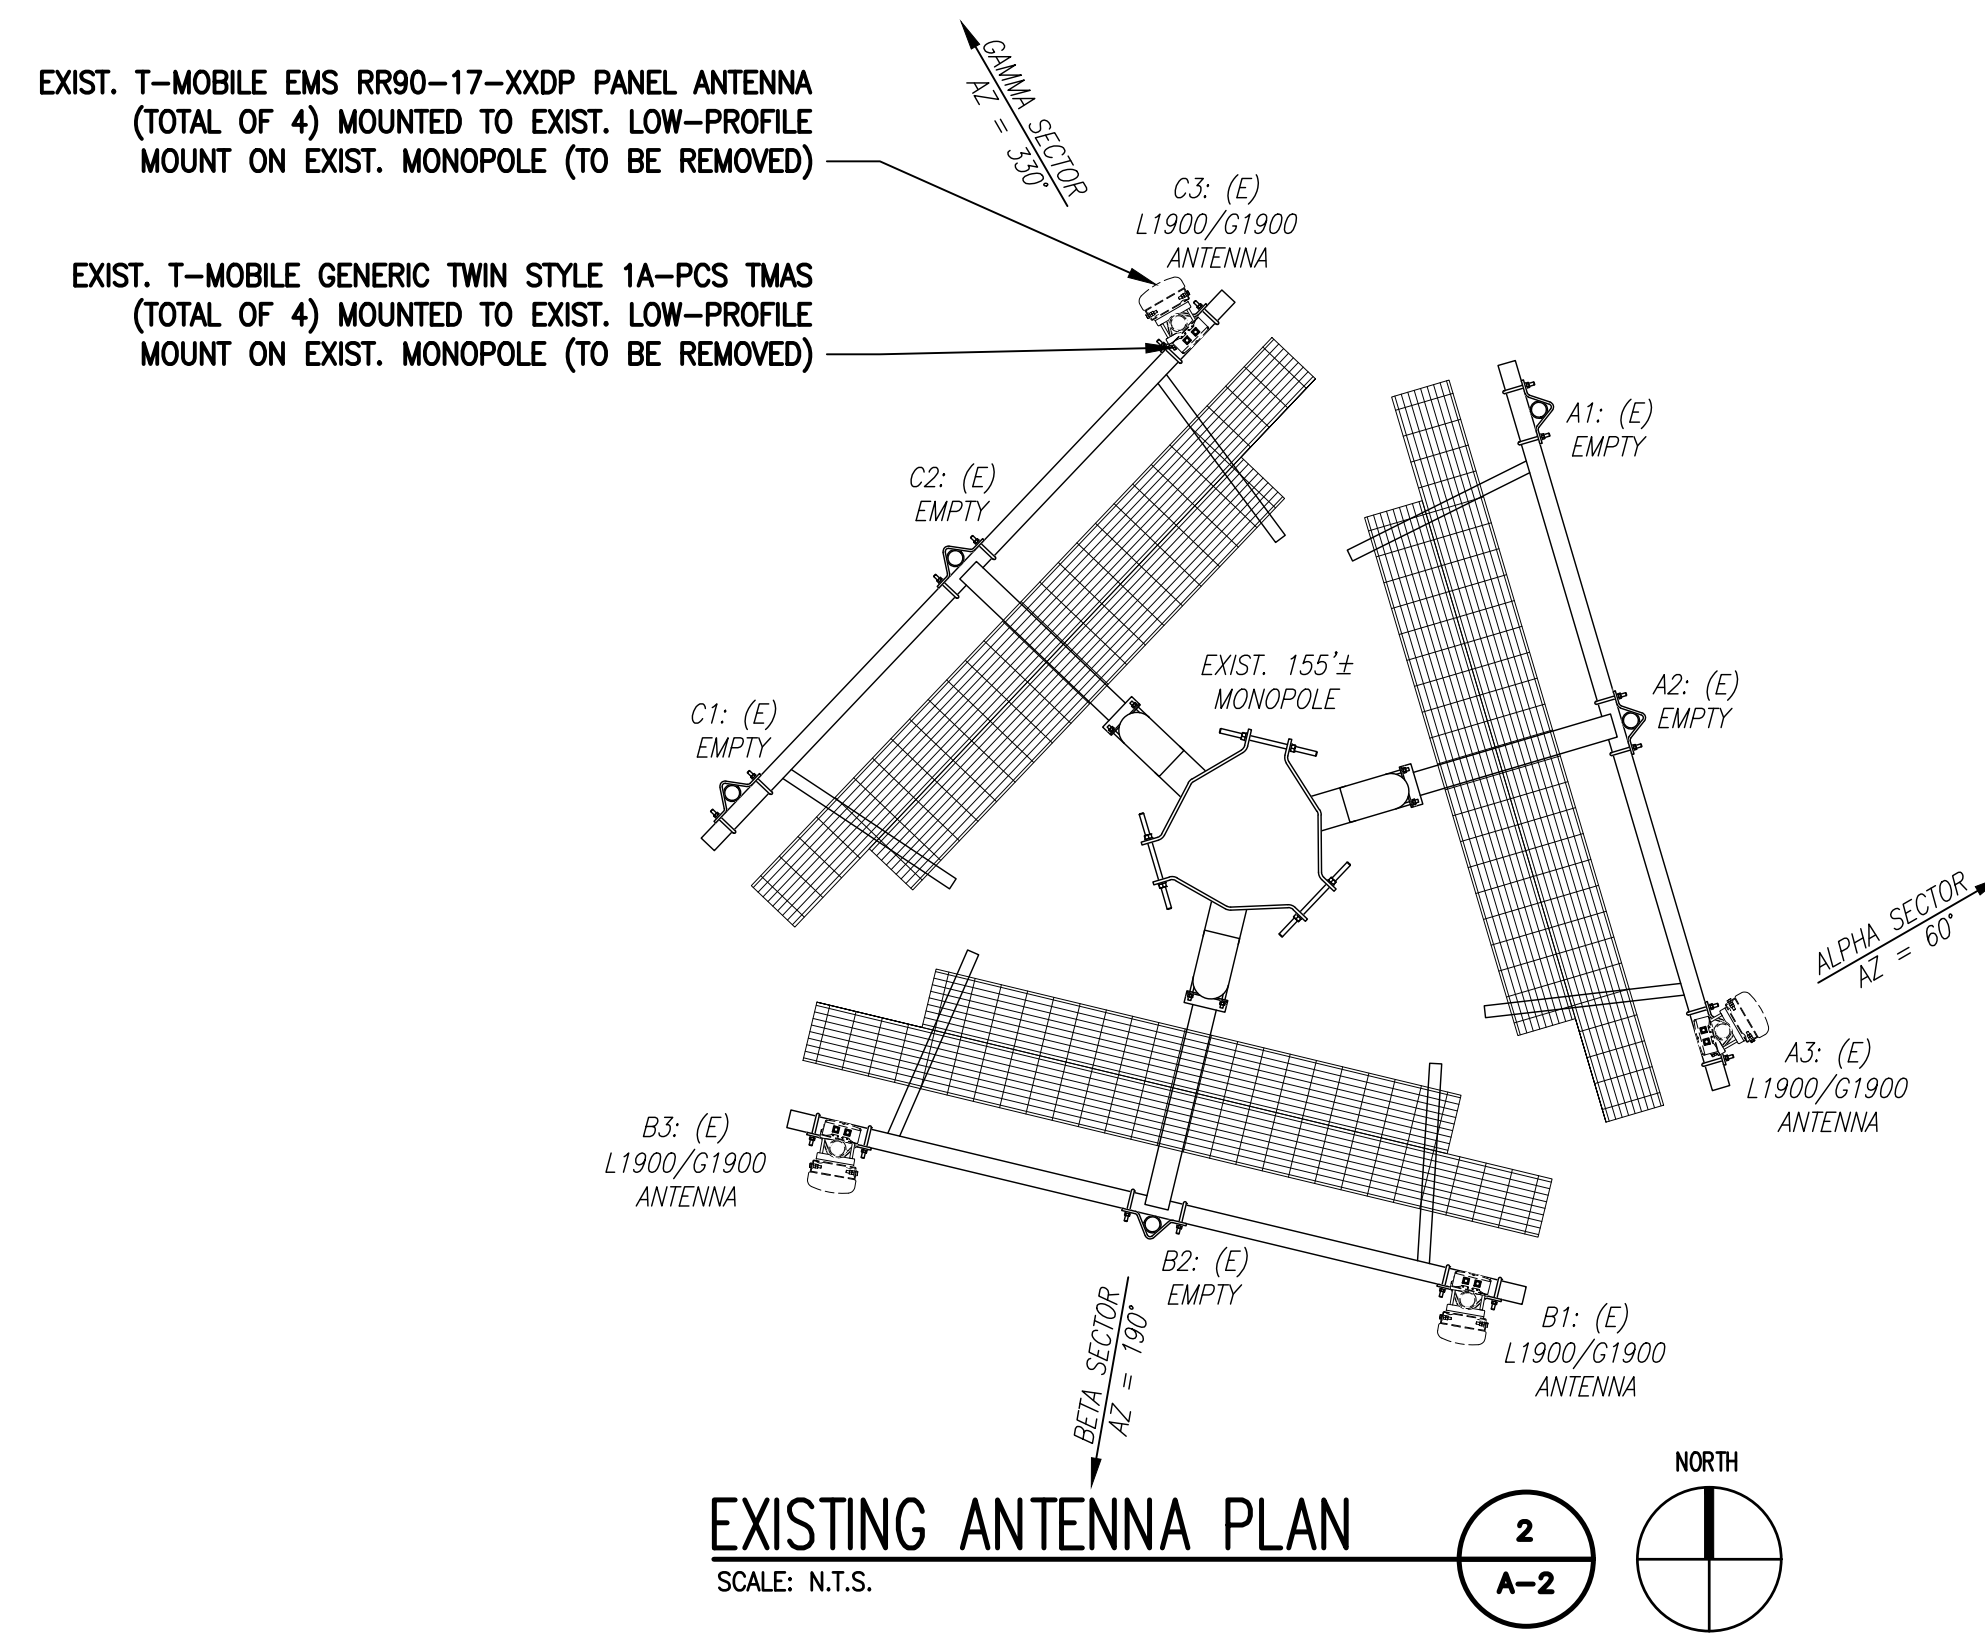 EXIST. T-MOBILE EMS RR90-17-XXDP PANEL ANTENNA
(TOTAL OF 4) MOUNTED TO EXIST. LOW-PROFILE
MOUNT ON EXIST. MONOPOLE (TO BE REMOVED)
EXIST. T-MOBILE GENERIC TWIN STYLE 1A-PCS TMAS
(TOTAL OF 4) MOUNTED TO EXIST. LOW-PROFILE
MOUNT ON EXIST. MONOPOLE (TO BE REMOVED)
GAMMA SECTOR
AZ = 330°
C3: (E)
L1900/G1900
ANTENNA
A1: (E)
EMPTY
C2: (E)
EMPTY
EXIST. 155'±
MONOPOLE
A2: (E)
EMPTY
C1: (E)
EMPTY
ALPHA SECTOR
AZ = 60°
A3: (E)
L1900/G1900
ANTENNA
B3: (E)
L1900/G1900
ANTENNA
B2: (E)
EMPTY
B1: (E)
L1900/G1900
ANTENNA
BETA SECTOR
AZ = 190°
EXISTING ANTENNA PLAN
SCALE: N.T.S.
2
A-2
NORTH